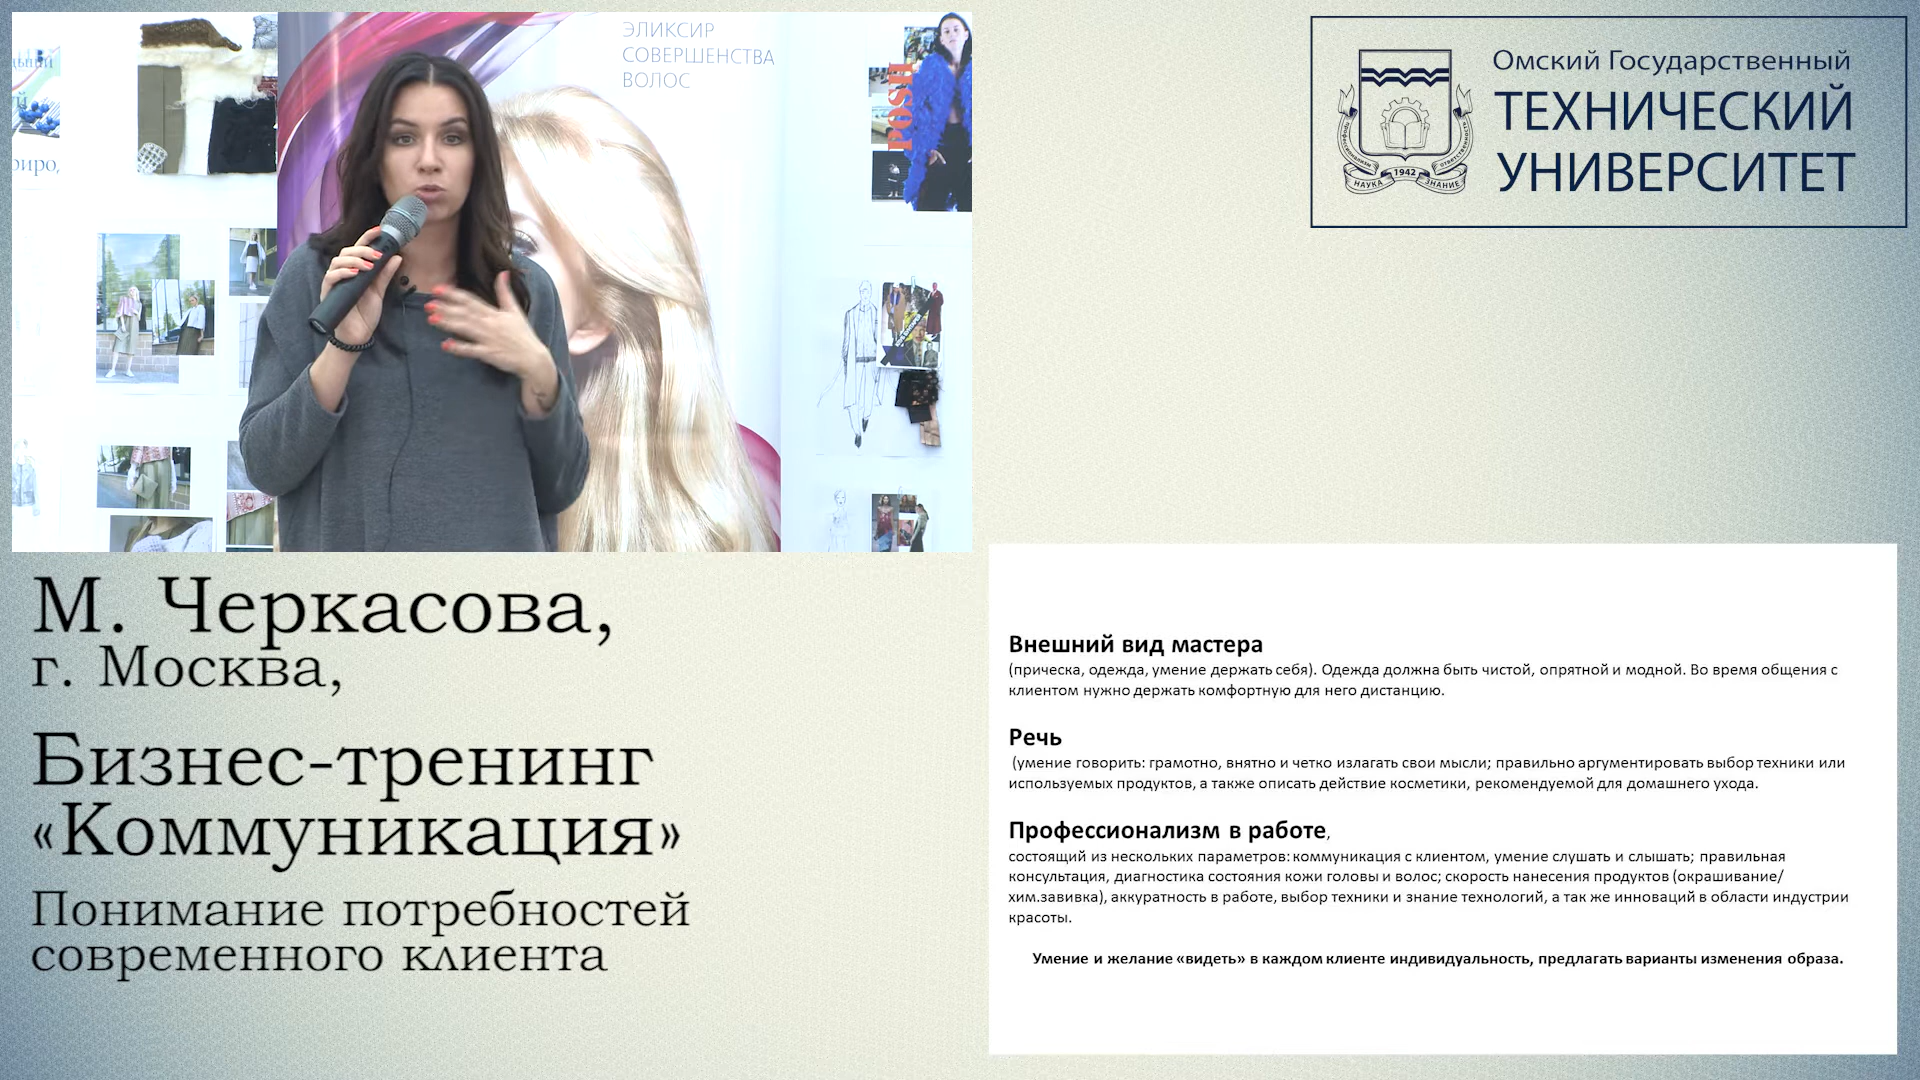 ЭЛИКСИР
СОВЕРШЕНСТВА
ВОЛОС
POSH
Омский Государственный
ТЕХНИЧЕСКИЙ
УНИВЕРСИТЕТ
1942
НАУКА
ЗНАНИЕ
М. Черкасова,
г. Москва,
Бизнес-тренинг
«Коммуникация»
Понимание потребностей
современного клиента
Внешний вид мастера
(прическа, одежда, умение держать себя). Одежда должна быть чистой, опрятной и модной. Во время общения с
клиентом нужно держать комфортную для него дистанцию.
Речь
(умение говорить: грамотно, внятно и четко излагать свои мысли; правильно аргументировать выбор техники или
используемых продуктов, а также описать действие косметики, рекомендуемой для домашнего ухода.
Профессионализм в работе,
состоящий из нескольких параметров: коммуникация с клиентом, умение слушать и слышать; правильная
консультация, диагностика состояния кожи головы и волос; скорость нанесения продуктов (окрашивание/
хим.завивка), аккуратность в работе, выбор техники и знание технологий, а так же инноваций в области индустрии
красоты.
Умение и желание «видеть» в каждом клиенте индивидуальность, предлагать варианты изменения образа.